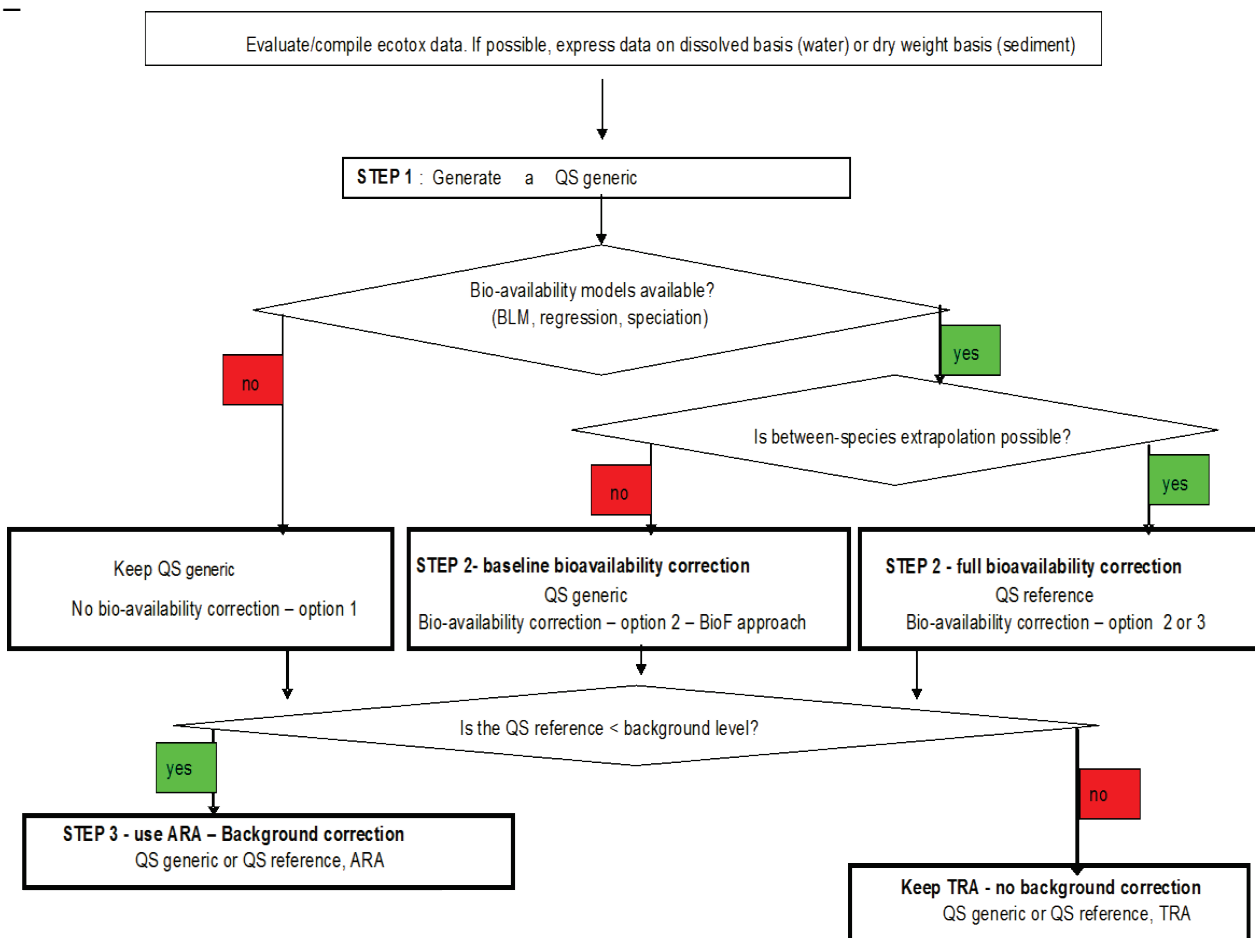 Evaluate/compile ecotox data. If possible, express data on dissolved basis (water) or dry weight basis (sediment)
STEP 1 : Generate a QS generic
Bio-availability models available?
(BLM, regression, speciation)
no
yes
Is between-species extrapolation possible?
no
yes
Keep QS generic
No bio-availability correction – option 1
STEP 2- baseline bioavailability correction
QS generic
Bio-availability correction – option 2 – BioF approach
STEP 2 - full bioavailability correction
QS reference
Bio-availability correction – option 2 or 3
Is the QS reference < background level?
yes
no
STEP 3 - use ARA – Background correction
QS generic or QS reference, ARA
Keep TRA - no background correction
QS generic or QS reference, TRA